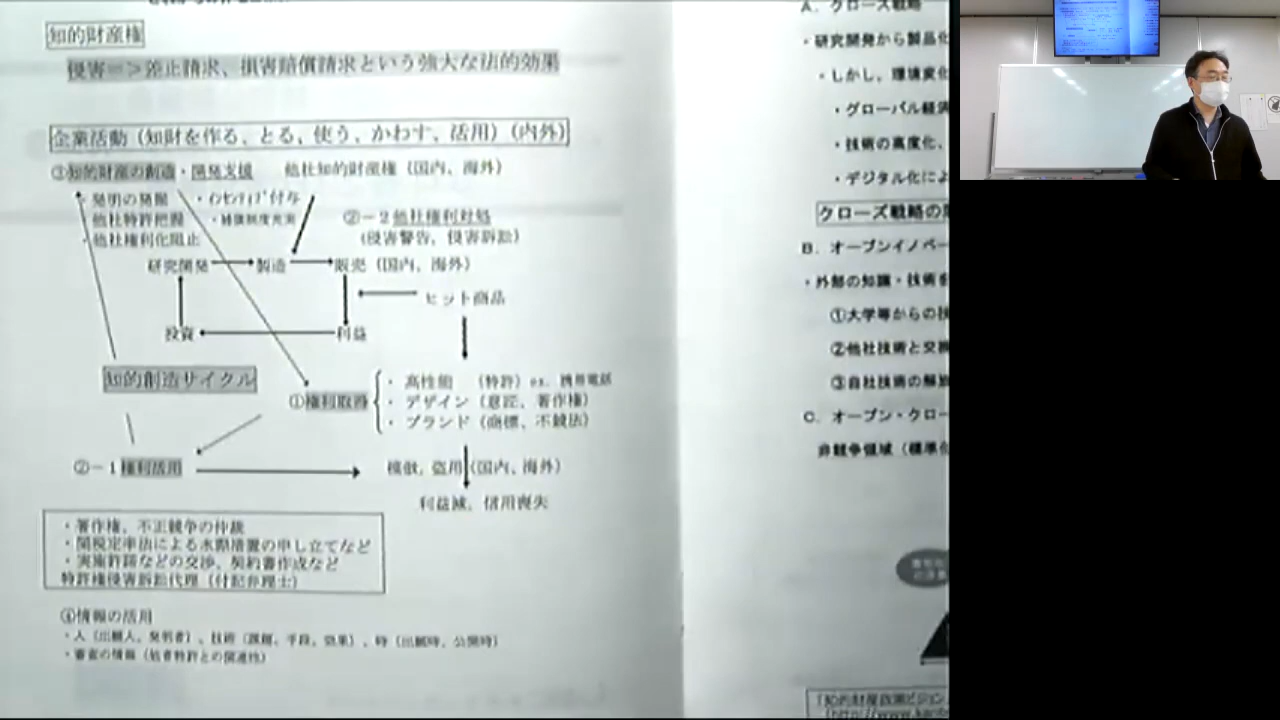 知的財産権
侵害=>差止請求、損害賠償請求という強大な法的効果
企業活動（知財を作る、とる、使う、かわす、活用）（内外）
③知的財産の創造・開発支援
他社知的財産権（国内、海外）
・発明の発掘
・ｲﾝｾﾝﾃｨﾌﾞ付与
・他社特許把握
・補償制度充実
②－２他社権利対処
・他社権利化阻止
（侵害警告、侵害訴訟）
研究開発
製造
販売（国内、海外）
ヒット商品
投資
利益
知的創造サイクル
・高性能　（特許）ex. 携帯電話
①権利取得
・デザイン（意匠、著作権）
・ブランド（商標、不競法）
②－１権利活用
模倣、盗用（国内、海外）
利益減、信用喪失
・著作権、不正競争の仲裁
・関税定率法による水際措置の申し立てなど
・実施許諾などの交渉、契約書作成など
特許権侵害訴訟代理（付記弁理士）
④情報の活用
・人（出願人、発明者）、技術（課題、手段、効果）、時（出願時、公開時）
・審査の情報（他者特許との関連性）
A．クローズ戦略
・研究開発から製品化
・しかし、環境変化
・グローバル経済
・技術の高度化、
・デジタル化によ
クローズ戦略の
B．オープンイノベー
・外部の知識・技術を
①大学等からの技
②他社技術と交換
③自社技術の解放
C．オープン・クロー
非競争領域（標準化
「知的財産政策ビジョン